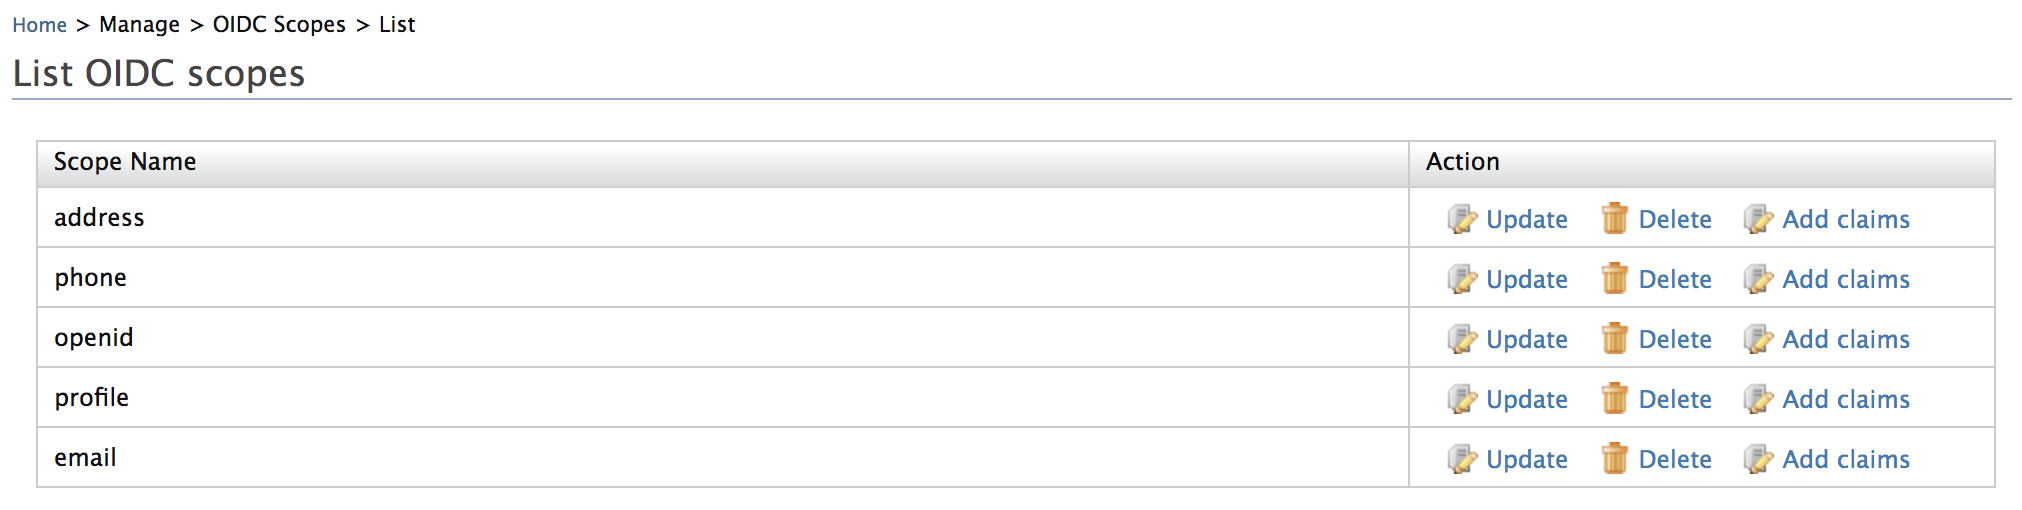 Home > Manage > OIDC Scopes > List
List OIDC scopes
Scope Name Action
address Update Delete Add claims
phone Update Delete Add claims
openid Update Delete Add claims
profile Update Delete Add claims
email Update Delete Add claims